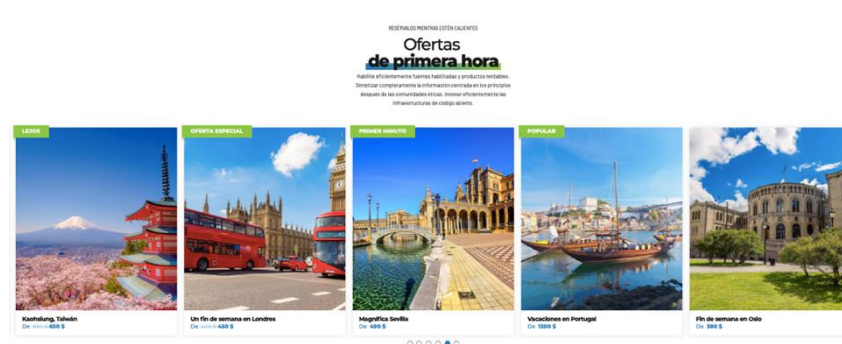 RESÉRVALOS MIENTRAS ESTÉN CALIENTES
Ofertas
de primera hora
Habilite eficientemente fuentes habilitadas y productos rentables.
Sintetizar completamente la información centrada en los principios
después de las comunidades éticas. Innovar eficientemente las
infraestructuras de código abierto.
LEJOS
OFERTA ESPECIAL
PRIMER MINUTO
POPULAR
Kaohsiung, Taiwán
De 650 $
Un fin de semana en Londres
De 450 $
Magnífica Sevilla
De 490 $
Vacaciones en Portugal
De 1200 $
Fin de semana en Oslo
De 380 $